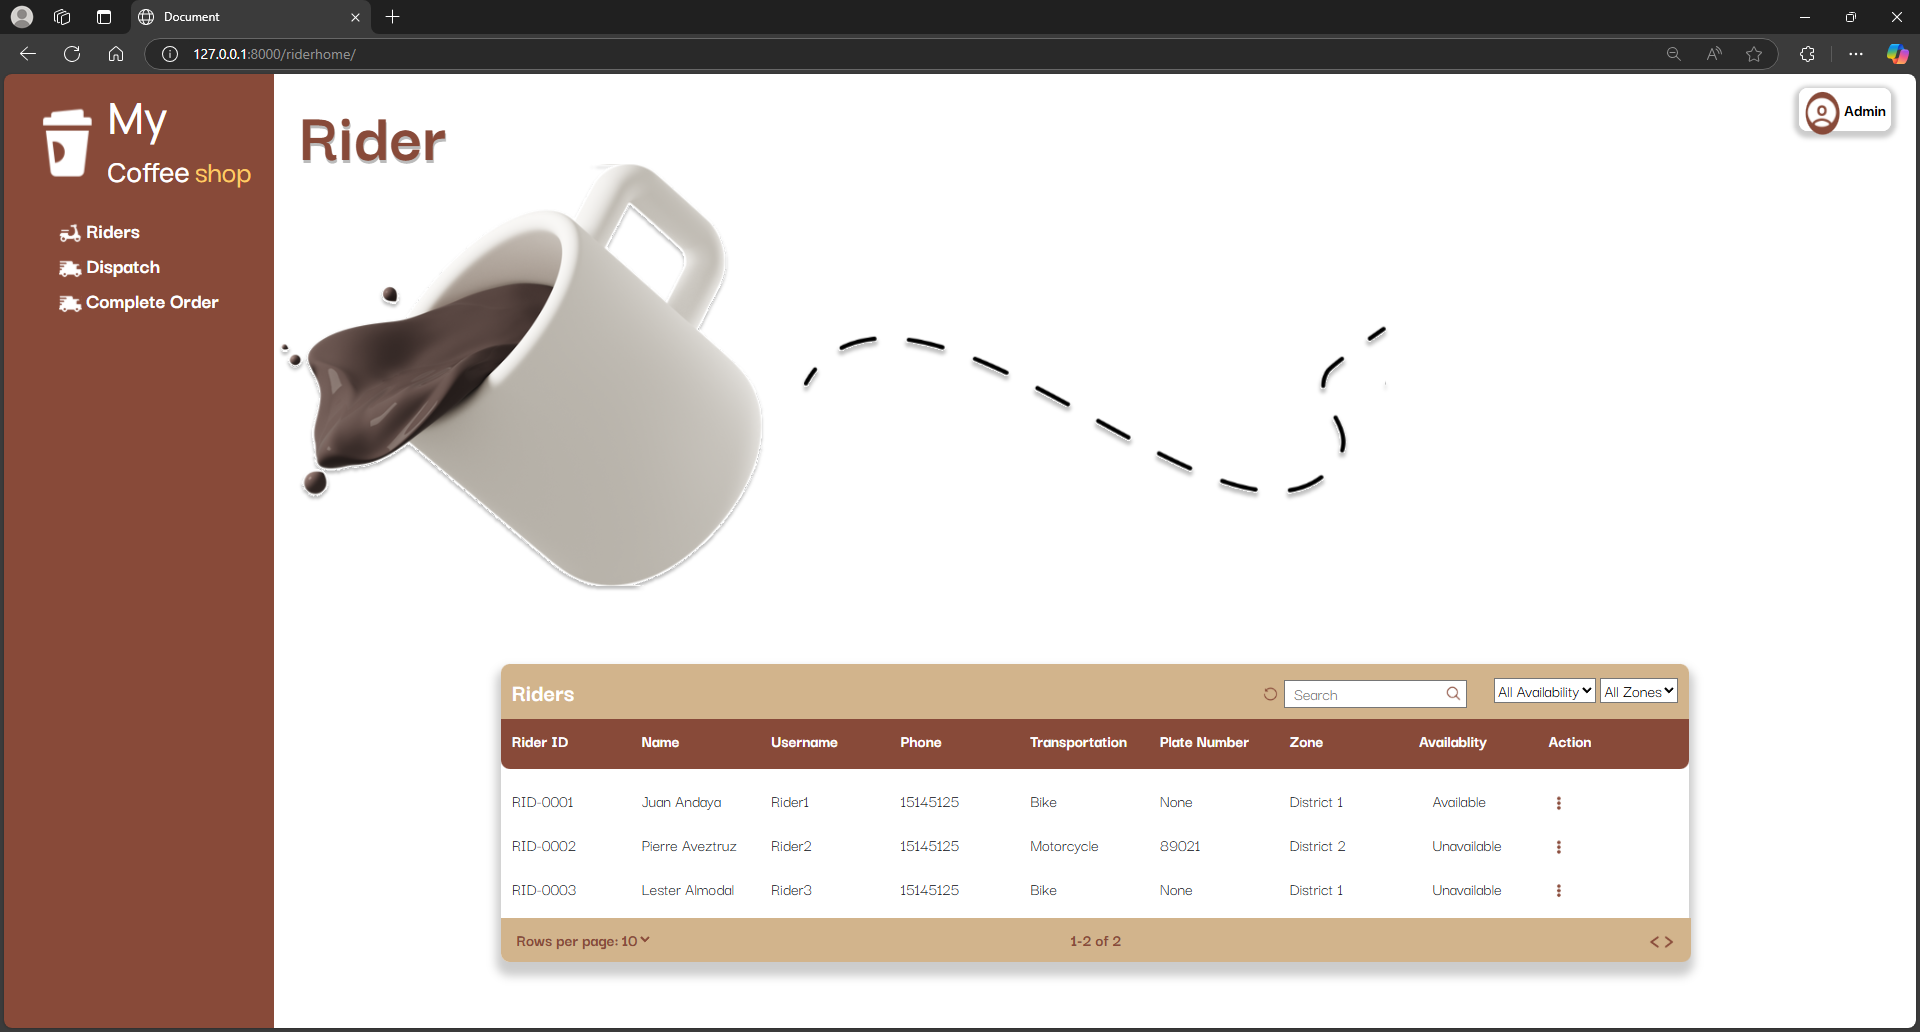 Document
127.0.0.1:8000/riderhome/
My
Coffee shop
Riders
Dispatch
Complete Order
Rider
Admin
Riders
Search
All Availability
All Zones
Rider ID Name Username Phone Transportation Plate Number Zone Availablity Action
RID-0001 Juan Andaya Rider1 15145125 Bike None District 1 Available
RID-0002 Pierre Aveztruz Rider2 15145125 Motorcycle 89021 District 2 Unavailable
RID-0003 Lester Almodal Rider3 15145125 Bike None District 1 Unavailable
Rows per page: 10 1-2 of 2 < >